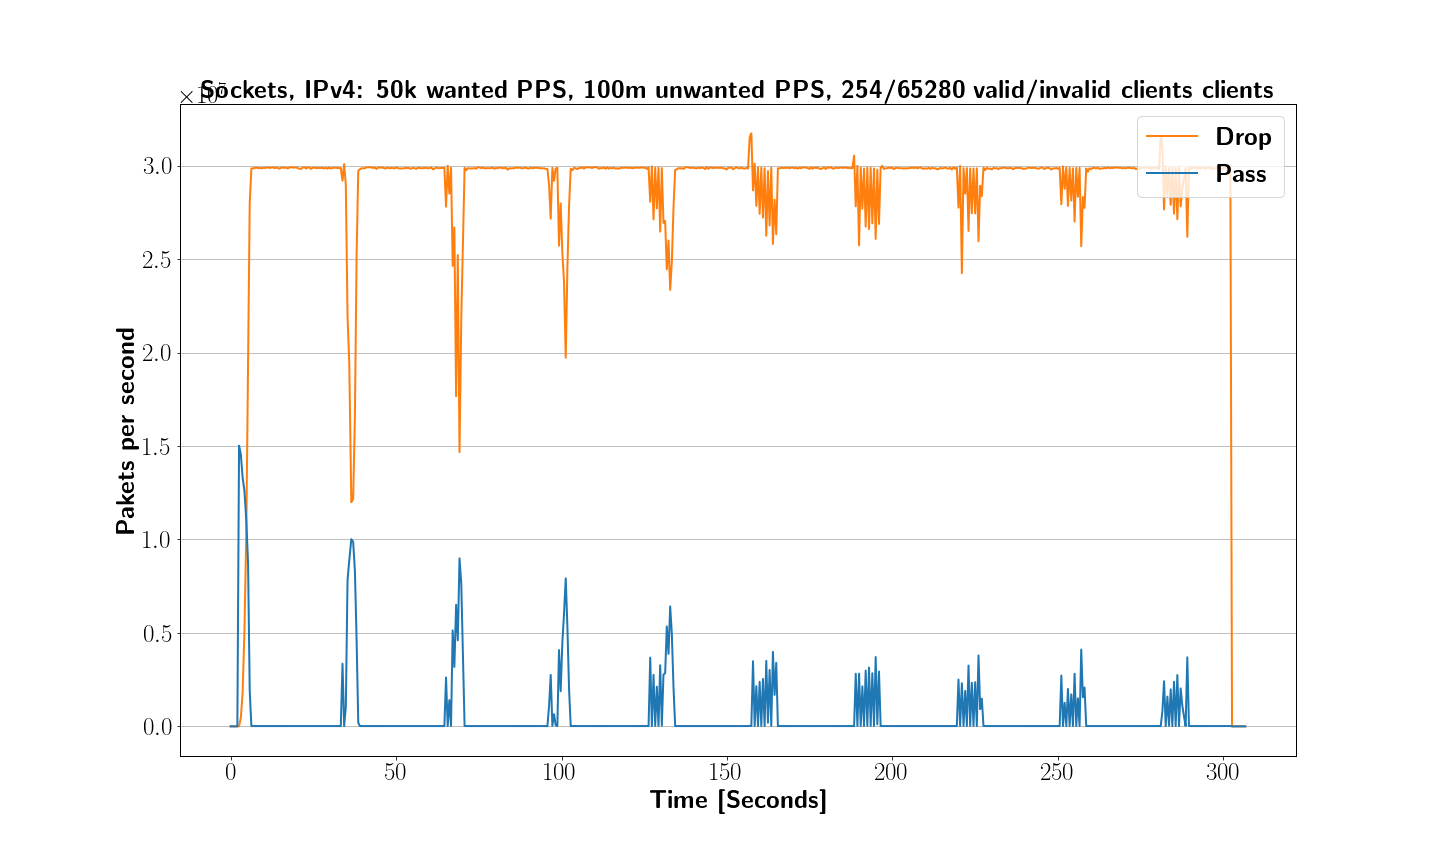 Sockets, IPv4: 50k wanted PPS, 100m unwanted PPS, 254/65280 valid/invalid clients clients
Drop
Pass
3.0
2.5
2.0
1.5
1.0
0.5
0.0
Pakets per second
0 50 100 150 200 250 300
Time [Seconds]